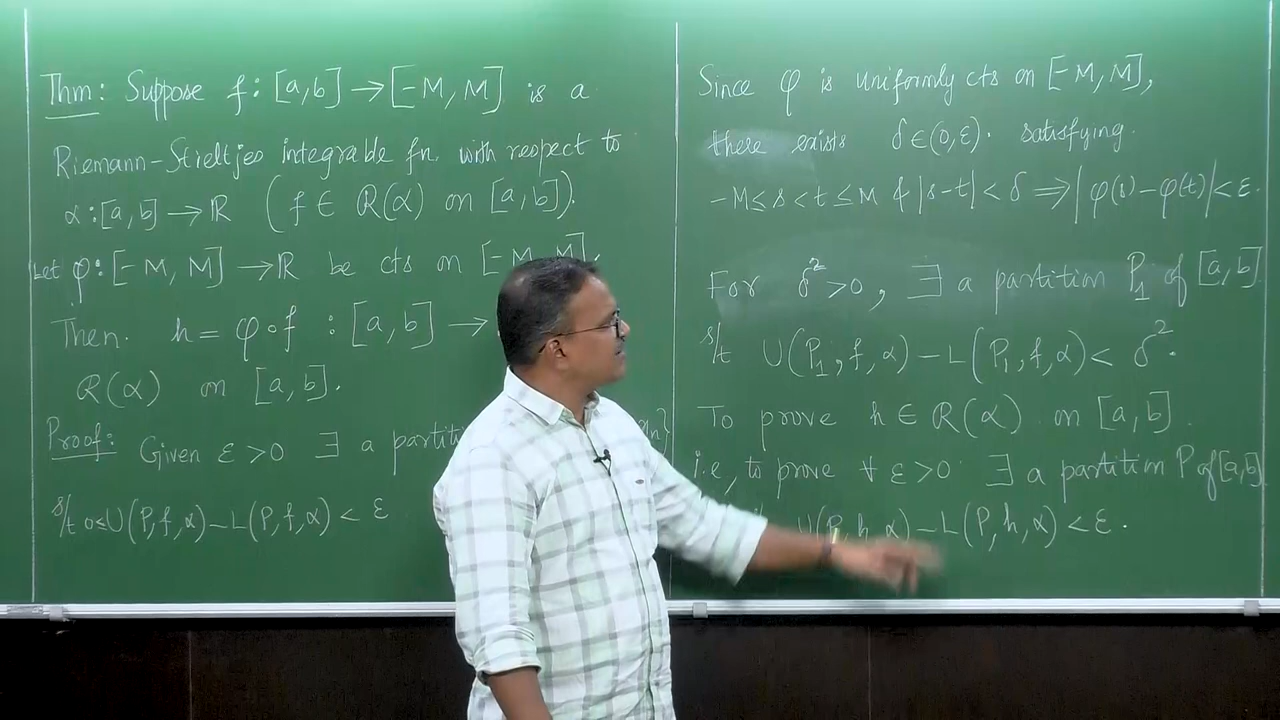 Thm: Suppose f : [a,b] → [-M, M] is a
Riemann-Stieltjes integrable fn. with respect to
α : [a,b] → ℝ (f ∈ R(α) on [a,b]).
Let φ : [-M, M] → ℝ be cts on [-M, M].
Then. h = φ∘f : [a,b] →
R(α) on [a,b].
Proof: Given ε>0 ∃ a partiti xn}
s/t 0≤U(P,f,α) – L(P,f,α) < ε
Since φ is uniformly cts on [-M, M],
there exists δ∈(0,ε). satisfying.
-M ≤ s < t ≤ M & |s-t| < δ ⟹ |φ(s) – φ(t)| < ε.
For δ² > 0, ∃ a partition P₁ of [a,b]
s/t U(P₁,f,α) – L(P₁,f,α) < δ².
To prove h ∈ R(α) on [a,b].
i.e., to prove ∀ ε>0 ∃ a partition P of [a,b]
U(P,h,α) – L(P,h,α) < ε.